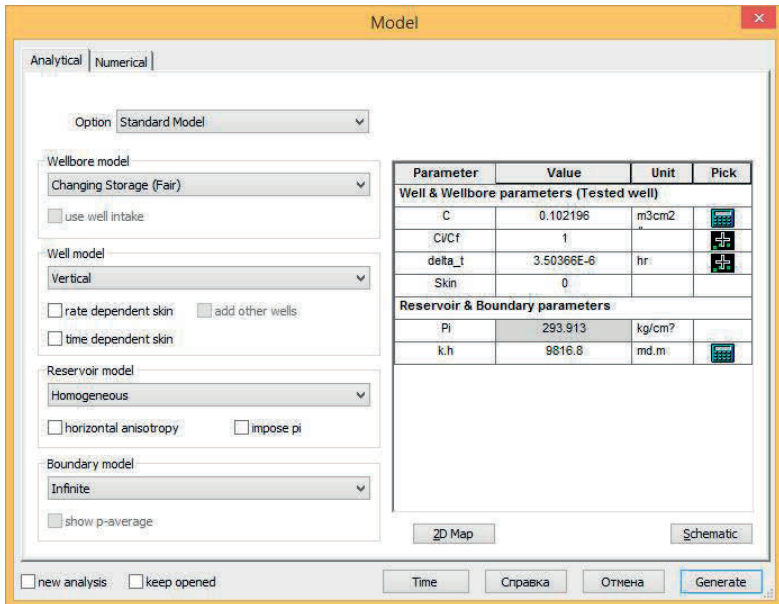 Model
Analytical Numerical
Option Standard Model
Wellbore model
Changing Storage (Fair)
use well intake
Well model
Vertical
rate dependent skin add other wells
time dependent skin
Reservoir model
Homogeneous
horizontal anisotropy impose pi
Boundary model
Infinite
show p-average
Parameter Value Unit Pick
Well & Wellbore parameters (Tested well)
C 0.102196 m3cm2
Ci/Cf 1
delta_t 3.50366E-6 hr
Skin 0
Reservoir & Boundary parameters
Pi 293.913 kg/cm?
k.h 9816.8 md.m
2D Map Schematic
new analysis keep opened Time Справка Отмена Generate